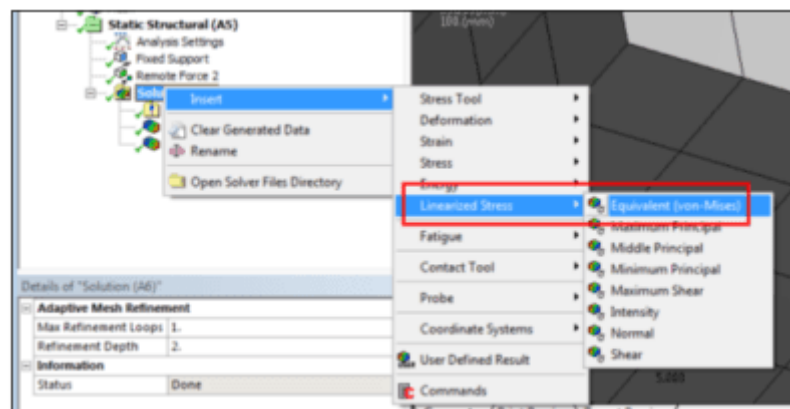 Static Structural (A5)
100.(mm)
Analysis Settings
Fixed Support
Remote Force 2
Insert
Clear Generated Data
Rename
Open Solver Files Directory
Stress Tool
Deformation
Strain
Stress
Energy
Linearized Stress
Fatigue
Contact Tool
Probe
Coordinate Systems
User Defined Result
Commands
Equivalent (von-Mises)
Maximum Principal
Middle Principal
Minimum Principal
Maximum Shear
Intensity
Normal
Shear
Details of "Solution (A6)"
Adaptive Mesh Refinement
Max Refinement Loops 1.
Refinement Depth 2.
Information
Status Done